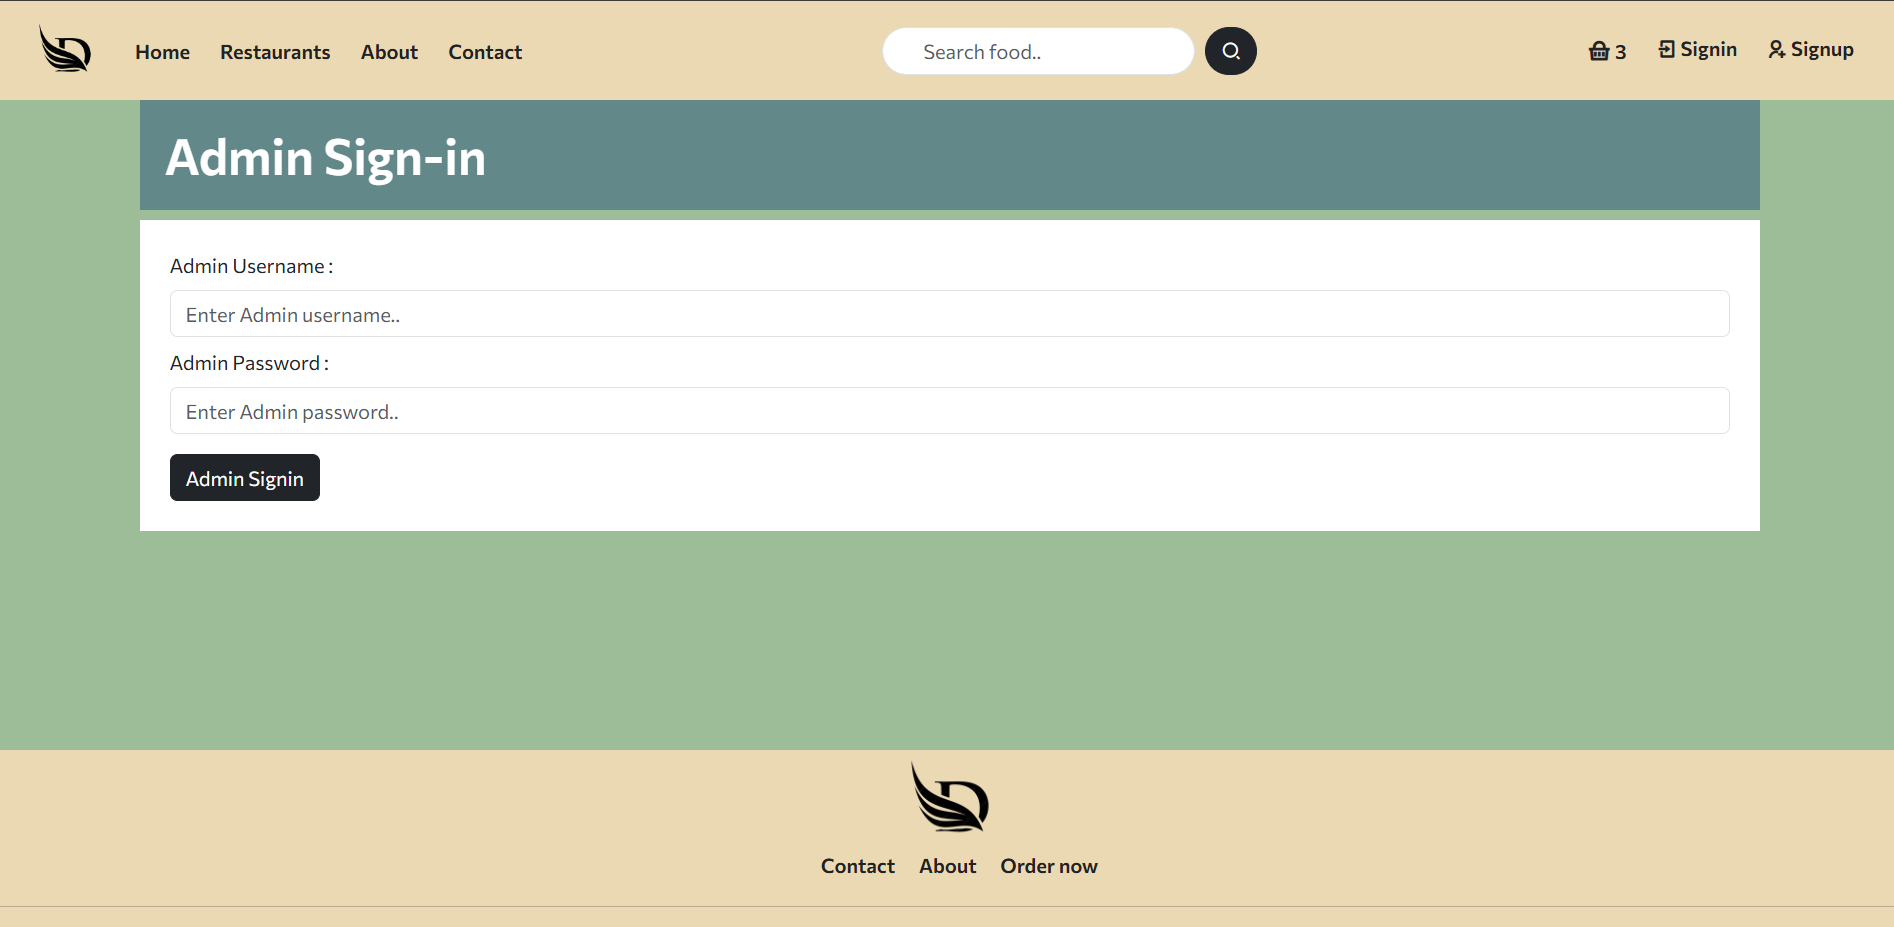 Home Restaurants About Contact Search food.. 3 Signin Signup
Admin Sign-in
Admin Username :
Enter Admin username..
Admin Password :
Enter Admin password..
Admin Signin
Contact About Order now